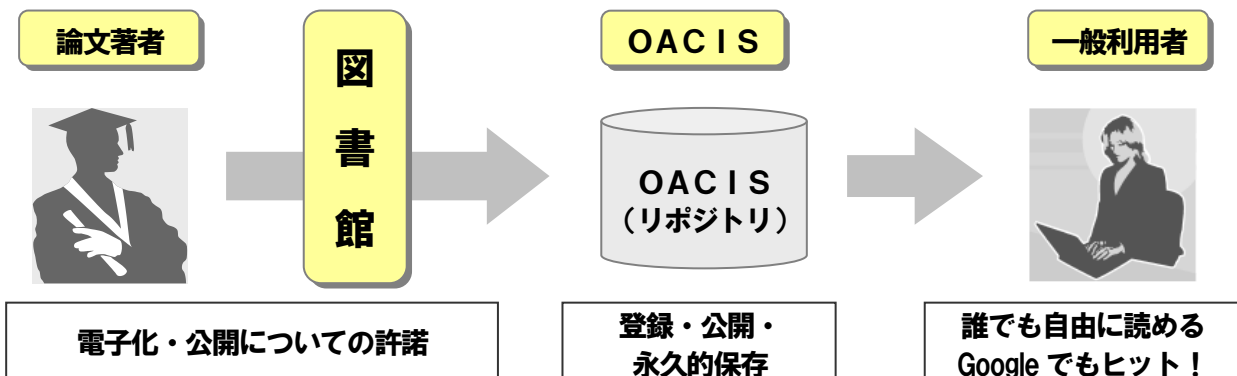 論文著者
図書館
OACIS
一般利用者
OACIS
（リポジトリ）
電子化・公開についての許諾
登録・公開・
永久的保存
誰でも自由に読める
Google でもヒット！